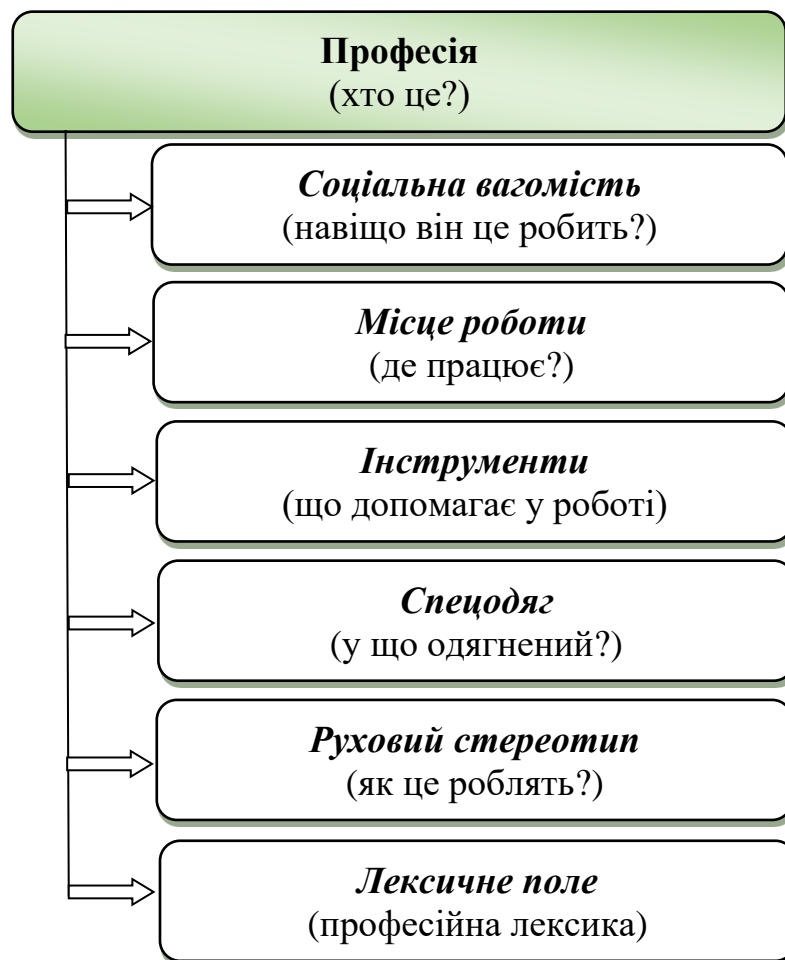 Професія
(хто це?)
Соціальна вагомість
(навіщо він це робить?)
Місце роботи
(де працює?)
Інструменти
(що допомагає у роботі)
Спецодяг
(у що одягнений?)
Руховий стереотип
(як це роблять?)
Лексичне поле
(професійна лексика)